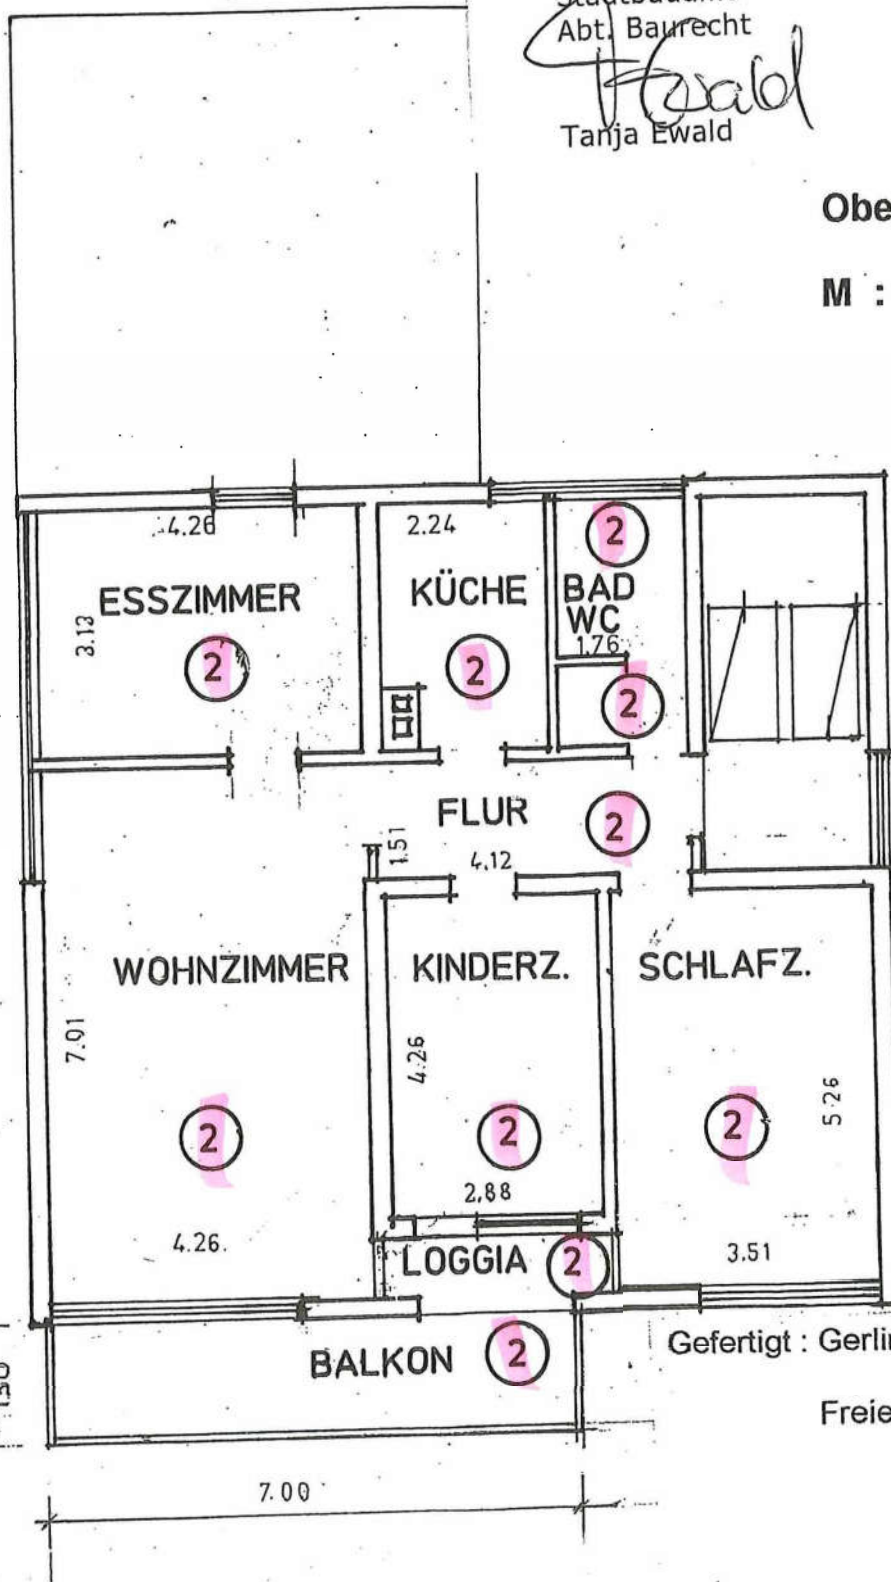 Abt. Baurecht
Tanja Ewald
Obe
M :
4.26
2.24
2
ESSZIMMER
KÜCHE
BAD
WC
1.76
3.13
2
2
2
FLUR
2
1.51
4.12
WOHNZIMMER
KINDERZ.
SCHLAFZ.
7.01
4.26
5.26
2
2
2
2,88
4.26.
LOGGIA
2
3.51
BALKON
2
Gefertigt : Gerlin
Freie
7.00